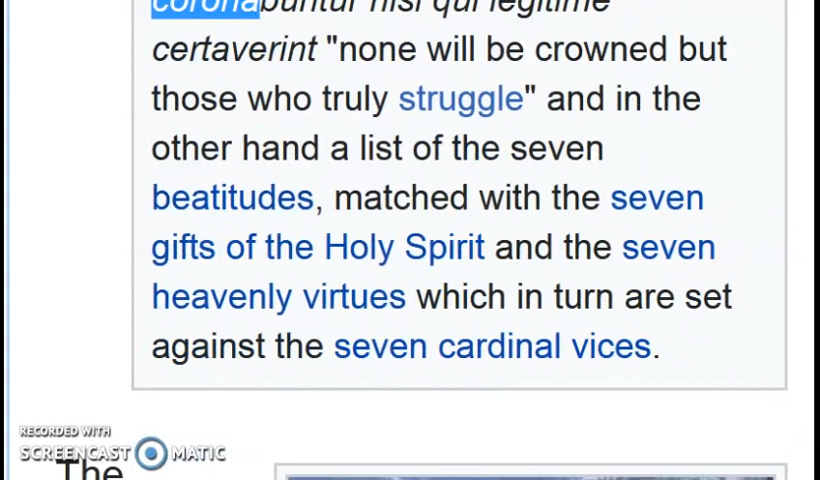 coronabuntur nisi qui legitime
certaverint "none will be crowned but
those who truly struggle" and in the
other hand a list of the seven
beatitudes, matched with the seven
gifts of the Holy Spirit and the seven
heavenly virtues which in turn are set
against the seven cardinal vices.
RECORDED WITH
SCREENCAST MATIC
The